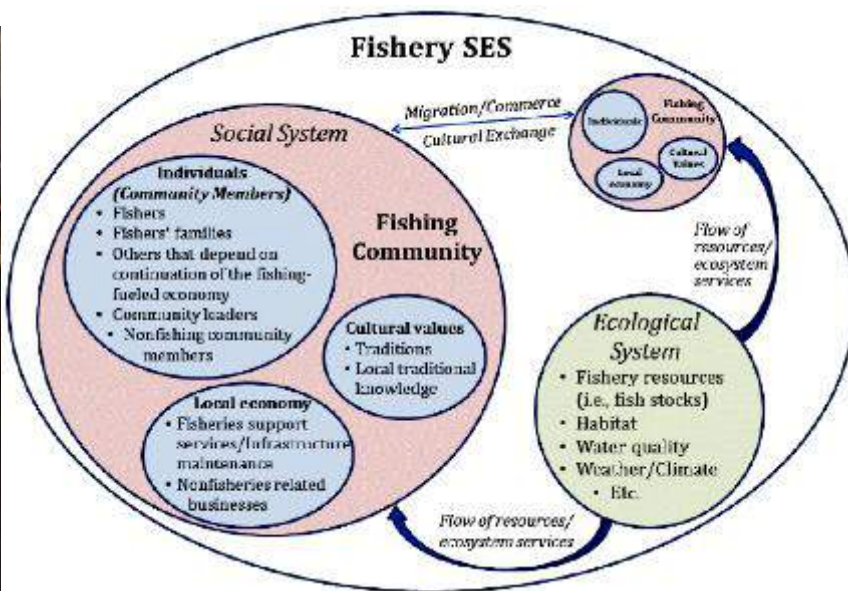 Fishery SES
Social System
Migration/Commerce
Cultural Exchange
Individuals
(Community Members)
• Fishers
• Fishers' families
• Others that depend on
continuation of the fishing-
fueled economy
• Community leaders
• Nonfishing community
members
Fishing
Community
Cultural values
• Traditions
• Local traditional
knowledge
Local economy
• Fisheries support
services/Infrastructure
maintenance
• Nonfisheries related
businesses
Fishing
Community
Individuals
Cultural
Values
Local
economy
Flow of
resources/
ecosystem
services
Ecological
System
• Fishery resources
(i.e., fish stocks)
• Habitat
• Water quality
• Weather/Climate
• Etc.
Flow of resources/
ecosystem services